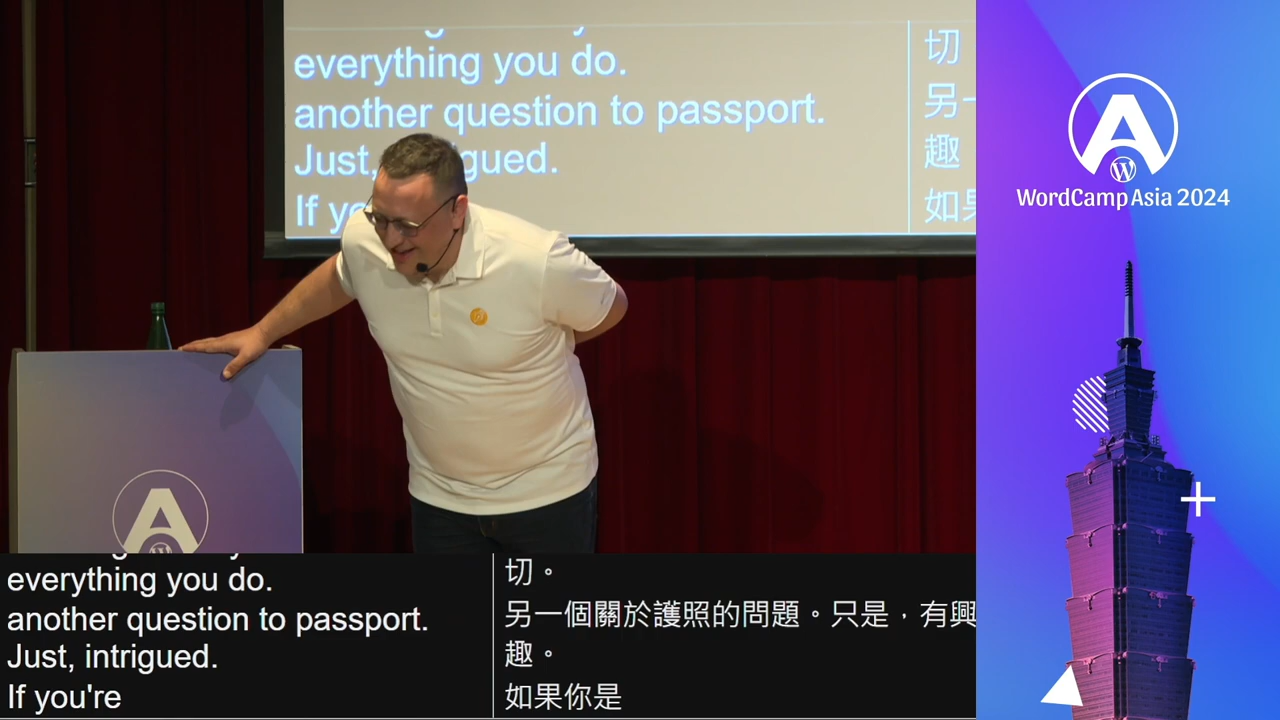 everything you do.
another question to passport.
Just,
gued.
If
切
另
趣
如
WordCamp Asia 2024
everything you do.
another question to passport.
Just, intrigued.
If you're
切。
另一個關於護照的問題。只是，有興
趣。
如果你是